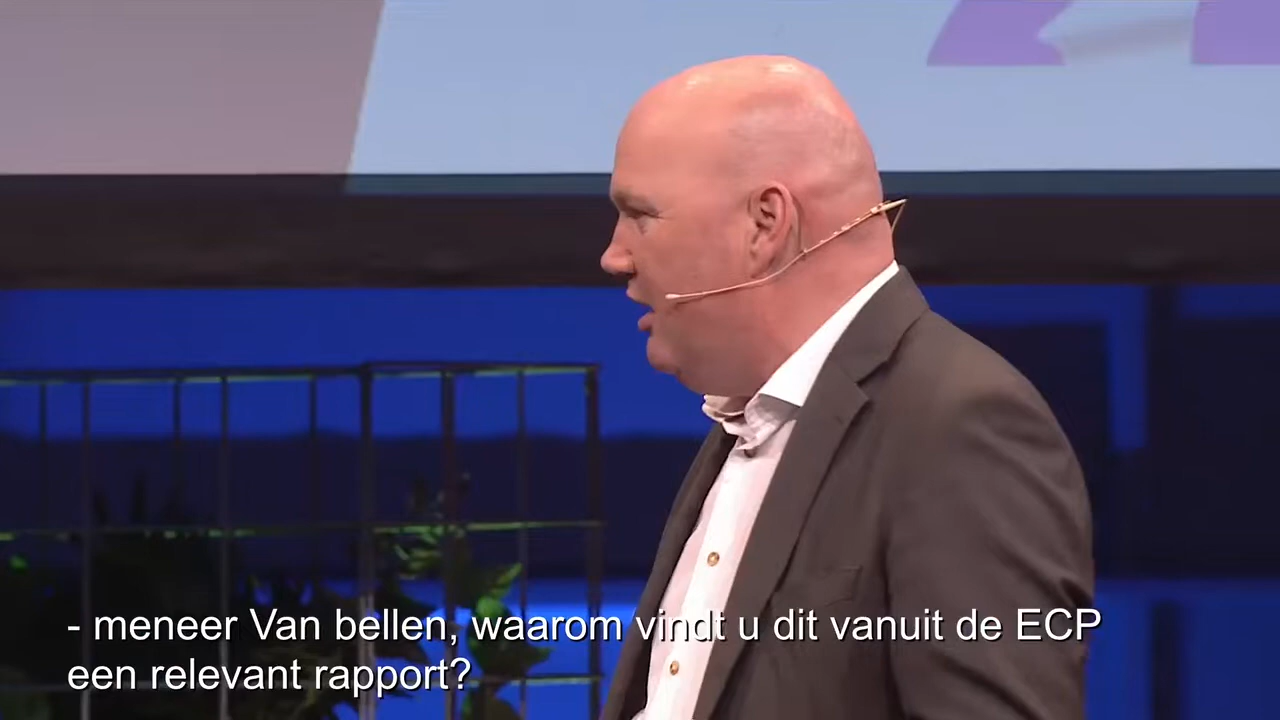 - meneer Van bellen, waarom vindt u dit vanuit de ECP
een relevant rapport?